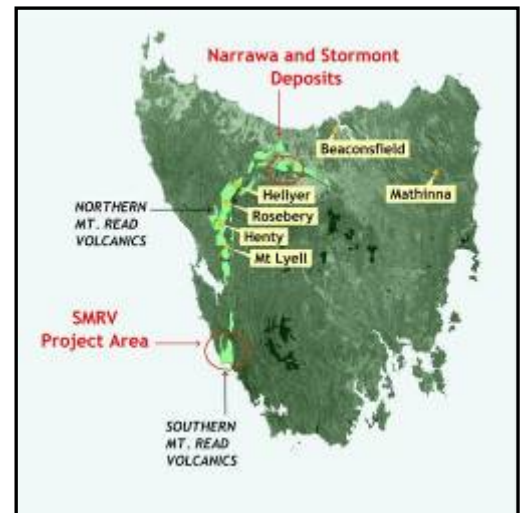 Narrawa and Stormont
Deposits
Beaconsfield
Mathinna
Hellyer
Rosebery
Henty
Mt Lyell
NORTHERN
MT. READ
VOLCANICS
SMRV
Project Area
SOUTHERN
MT. READ
VOLCANICS